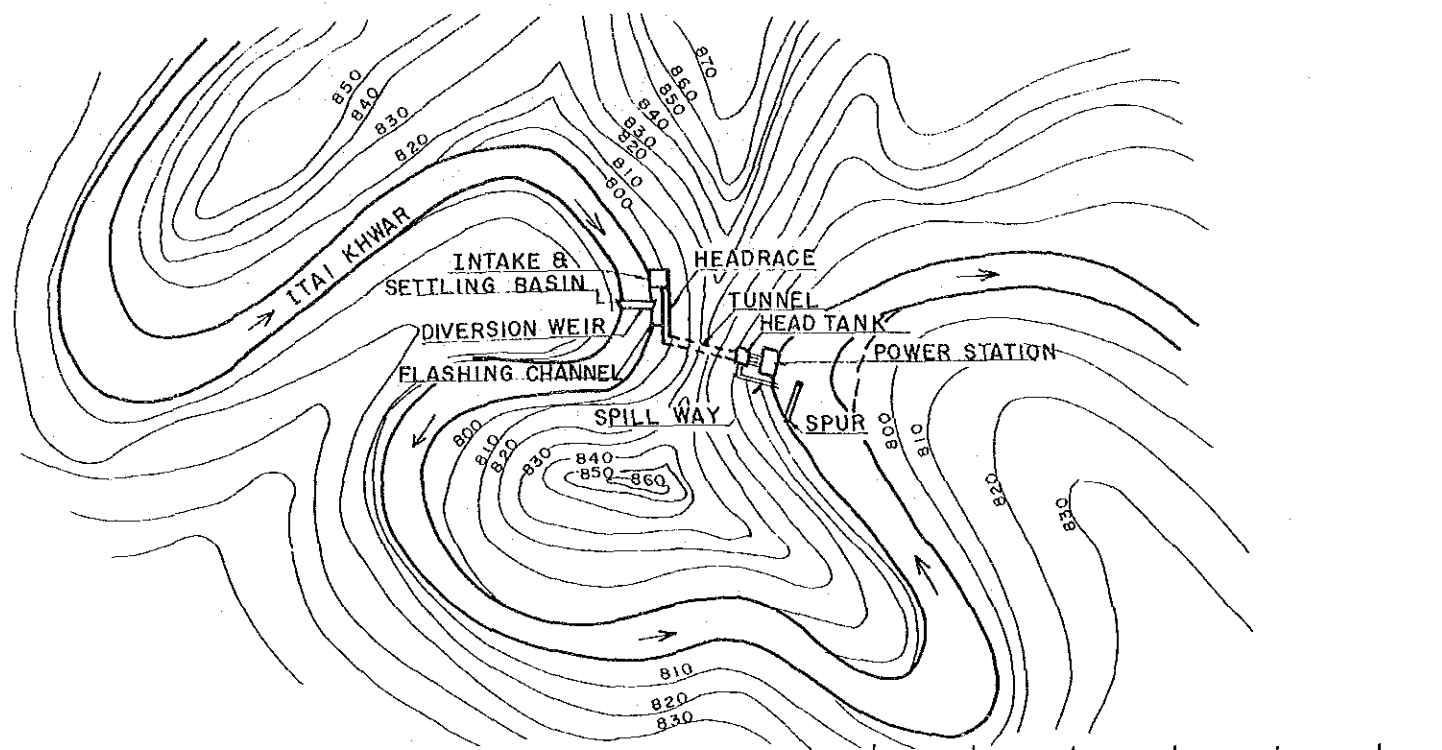 870
860
850
840
830
820
810
800
850
840
830
820
ITAI KHWAR
INTAKE &
SETTLING BASIN
DIVERSION WEIR
FLASHING CHANNEL
HEADRACE
TUNNEL
HEAD TANK
POWER STATION
SPILL WAY
SPUR
800
810
820
830
840
850
860
800
810
820
830
810
820
830